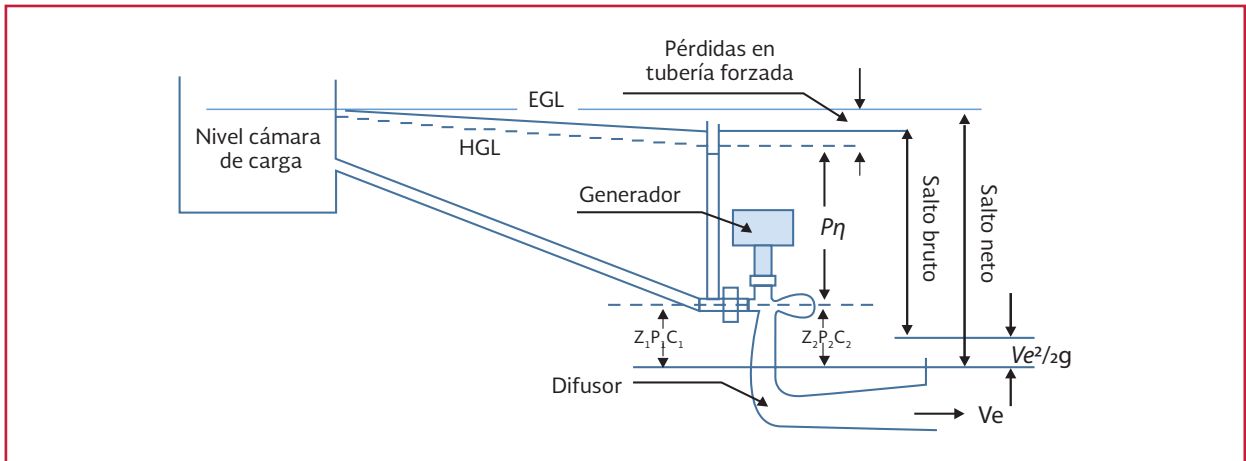 Pérdidas en
tubería forzada
EGL
Nivel cámara
de carga
HGL
Generador
Pη
Salto bruto
Salto neto
Z₁P₁C₁
Z₂P₂C₂
Ve²/₂g
Difusor
Ve